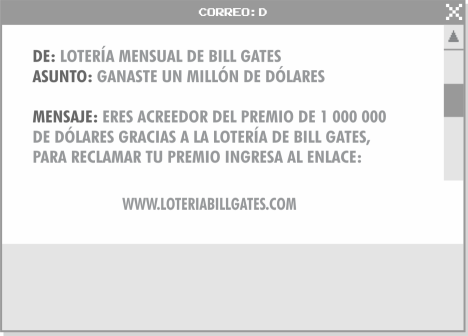 CORREO: D
DE: LOTERÍA MENSUAL DE BILL GATES
ASUNTO: GANASTE UN MILLÓN DE DÓLARES
MENSAJE: ERES ACREEDOR DEL PREMIO DE 1 000 000
DE DÓLARES GRACIAS A LA LOTERÍA DE BILL GATES,
PARA RECLAMAR TU PREMIO INGRESA AL ENLACE:
WWW.LOTERIABILLGATES.COM